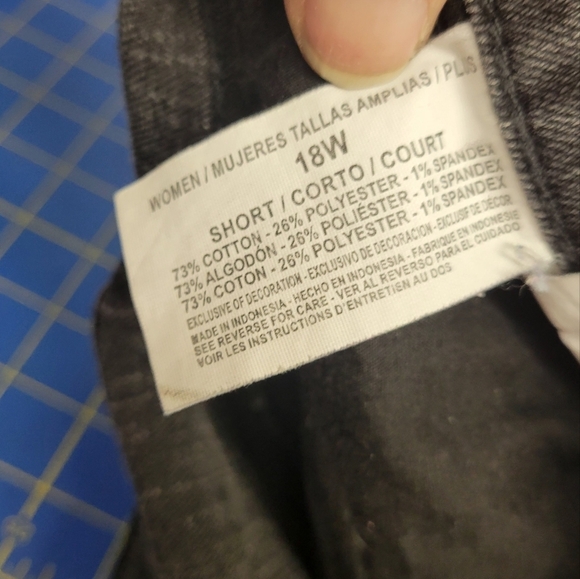 WOMEN / MUJERES TALLAS AMPLIAS / PLUS
18W
SHORT / CORTO / COURT
73% COTTON - 26% POLYESTER - 1% SPANDEX
73% ALGODÓN - 26% POLIÉSTER - 1% SPANDEX
73% COTON - 26% POLYESTER - 1% SPANDEX
EXCLUSIVE OF DECORATION - EXCLUSIVO DE DECORACION - EXCLUSIF DE DECOR.
MADE IN INDONESIA - HECHO EN INDONESIA - FABRIQUE EN INDONESIE
SEE REVERSE FOR CARE - VER AL REVERSO PARA EL CUIDADO
VOIR LES INSTRUCTIONS D'ENTRETIEN AU DOS